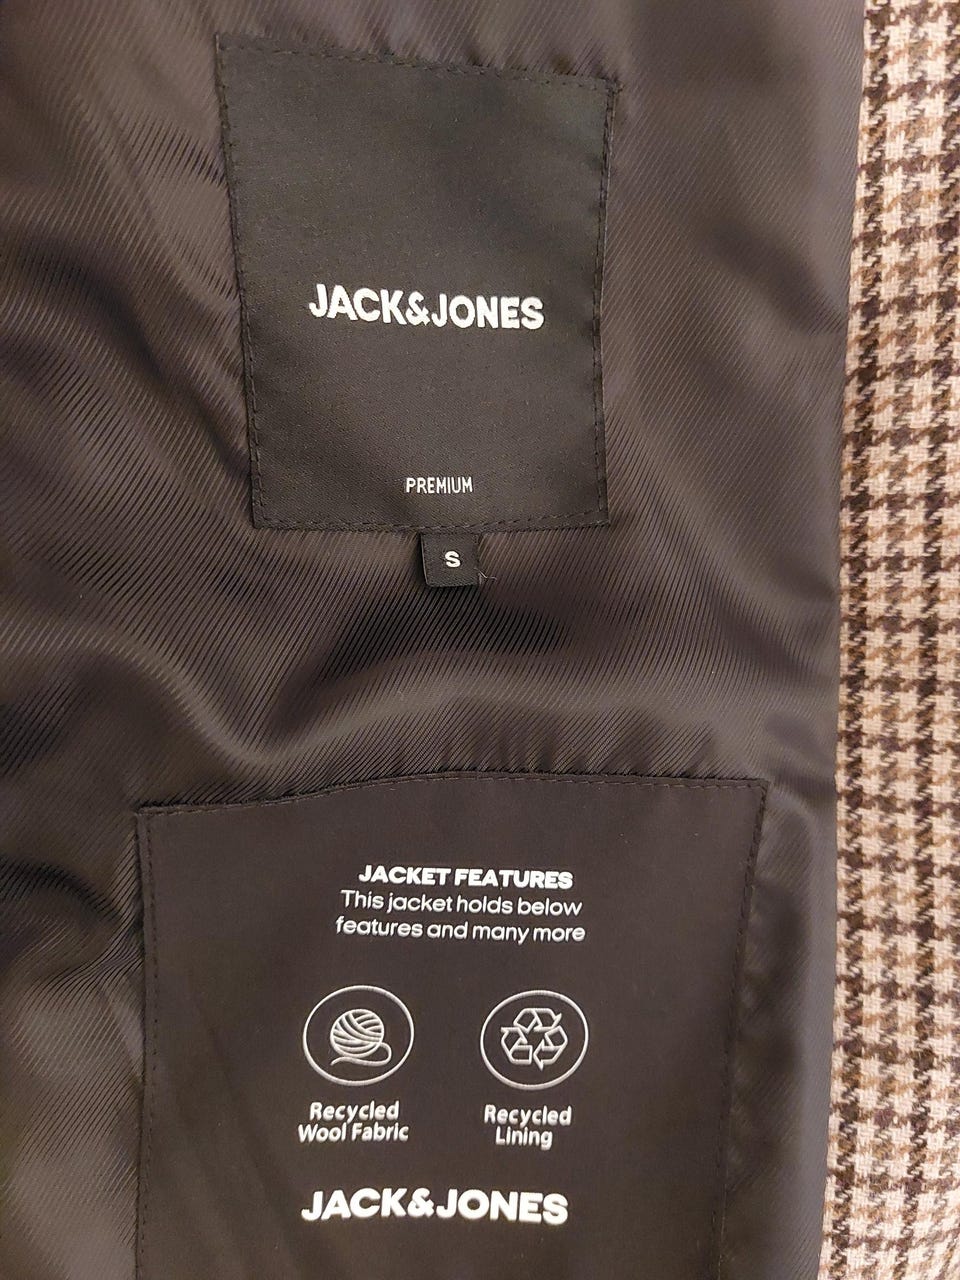 JACK&JONES
PREMIUM
S
JACKET FEATURES
This jacket holds below
features and many more
Recycled
Wool Fabric
Recycled
Lining
JACK&JONES